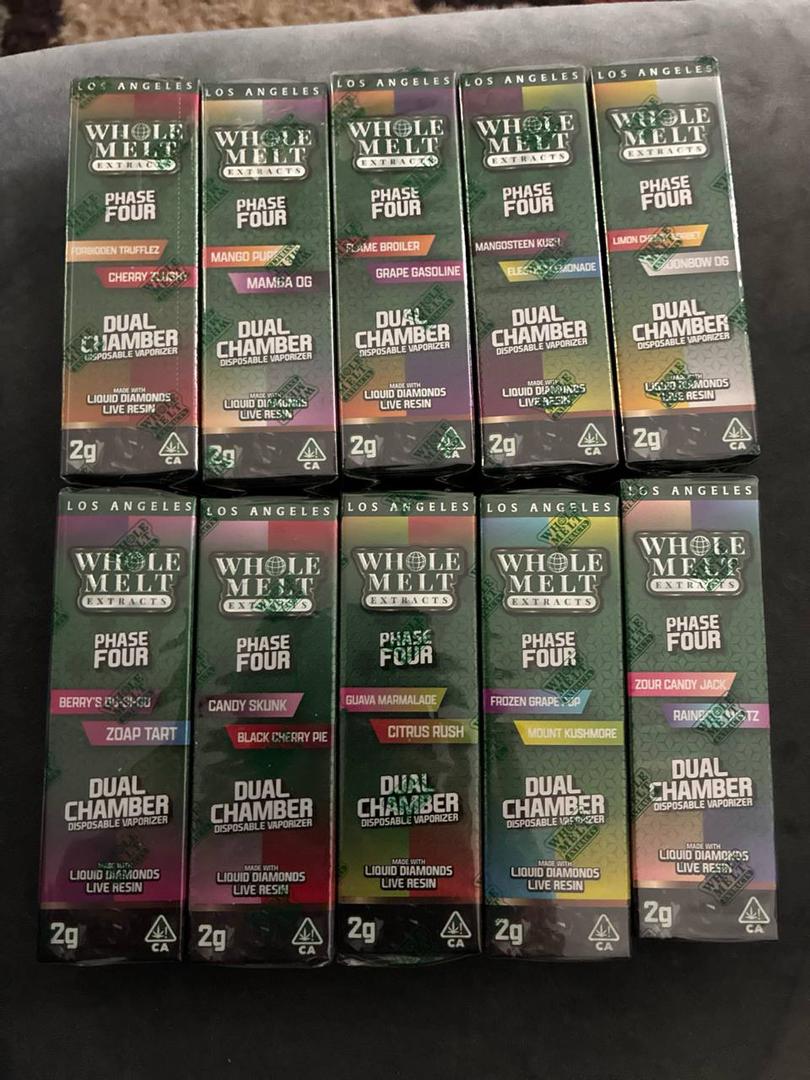 LOS ANGELES
WHOLE
MELT
EXTRACTS
PHASE
FOUR
FORBIDDEN TRUFFLEZ
CHERRY
DUAL
CHAMBER
DISPOSABLE VAPORIZER
MADE WITH
LIQUID DIAMONDS
LIVE RESIN
2g
CA
LOS ANGELES
WHOLE
MELT
EXTRACTS
PHASE
FOUR
MANGO
MAMBA OG
DUAL
CHAMBER
DISPOSABLE VAPORIZER
MADE WITH
LIQUID DIAMONDS
LIVE RESIN
2g
CA
LOS ANGELES
WHOLE
MELT
EXTRACTS
PHASE
FOUR
FLAME BROILER
GRAPE GASOLINE
DUAL
CHAMBER
DISPOSABLE VAPORIZER
MADE WITH
LIQUID DIAMONDS
LIVE RESIN
2g
CA
LOS ANGELES
WHOLE
MELT
EXTRACTS
PHASE
FOUR
MANGOSTEEN KUSH
LEMONADE
DUAL
CHAMBER
DISPOSABLE VAPORIZER
MADE WITH
LIQUID DIAMONDS
LIVE RESIN
2g
CA
LOS ANGELES
WHOLE
MELT
EXTRACTS
PHASE
FOUR
LIMON CHERRY SORBET
MOONBOW OG
DUAL
CHAMBER
DISPOSABLE VAPORIZER
MADE WITH
LIQUID DIAMONDS
LIVE RESIN
2g
CA
LOS ANGELES
WHOLE
MELT
EXTRACTS
PHASE
FOUR
BERRY'S
ZOAP TART
DUAL
CHAMBER
DISPOSABLE VAPORIZER
MADE WITH
LIQUID DIAMONDS
LIVE RESIN
2g
CA
LOS ANGELES
WHOLE
MELT
EXTRACTS
PHASE
FOUR
CANDY SKUNK
BLACK CHERRY PIE
DUAL
CHAMBER
DISPOSABLE VAPORIZER
MADE WITH
LIQUID DIAMONDS
LIVE RESIN
2g
CA
LOS ANGELES
WHOLE
MELT
EXTRACTS
PHASE
FOUR
GUAVA MARMALADE
CITRUS RUSH
DUAL
CHAMBER
DISPOSABLE VAPORIZER
MADE WITH
LIQUID DIAMONDS
LIVE RESIN
2g
CA
LOS ANGELES
WHOLE
MELT
EXTRACTS
PHASE
FOUR
FROZEN GRAPE POP
MOUNT KUSHMORE
DUAL
CHAMBER
DISPOSABLE VAPORIZER
MADE WITH
LIQUID DIAMONDS
LIVE RESIN
2g
CA
LOS ANGELES
WHOLE
MELT
EXTRACTS
PHASE
FOUR
ZOUR CANDY JACK
DUAL
CHAMBER
DISPOSABLE VAPORIZER
MADE WITH
LIQUID DIAMONDS
LIVE RESIN
2g
CA